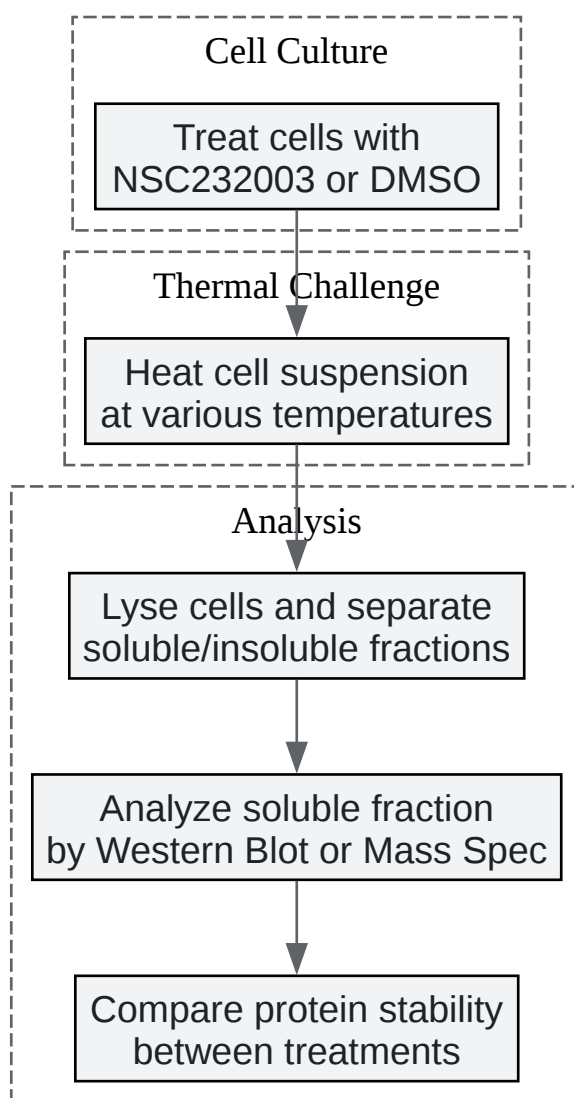 Cell Culture
Treat cells with
NSC232003 or DMSO
Thermal Challenge
Heat cell suspension
at various temperatures
Analysis
Lyse cells and separate
soluble/insoluble fractions
Analyze soluble fraction
by Western Blot or Mass Spec
Compare protein stability
between treatments